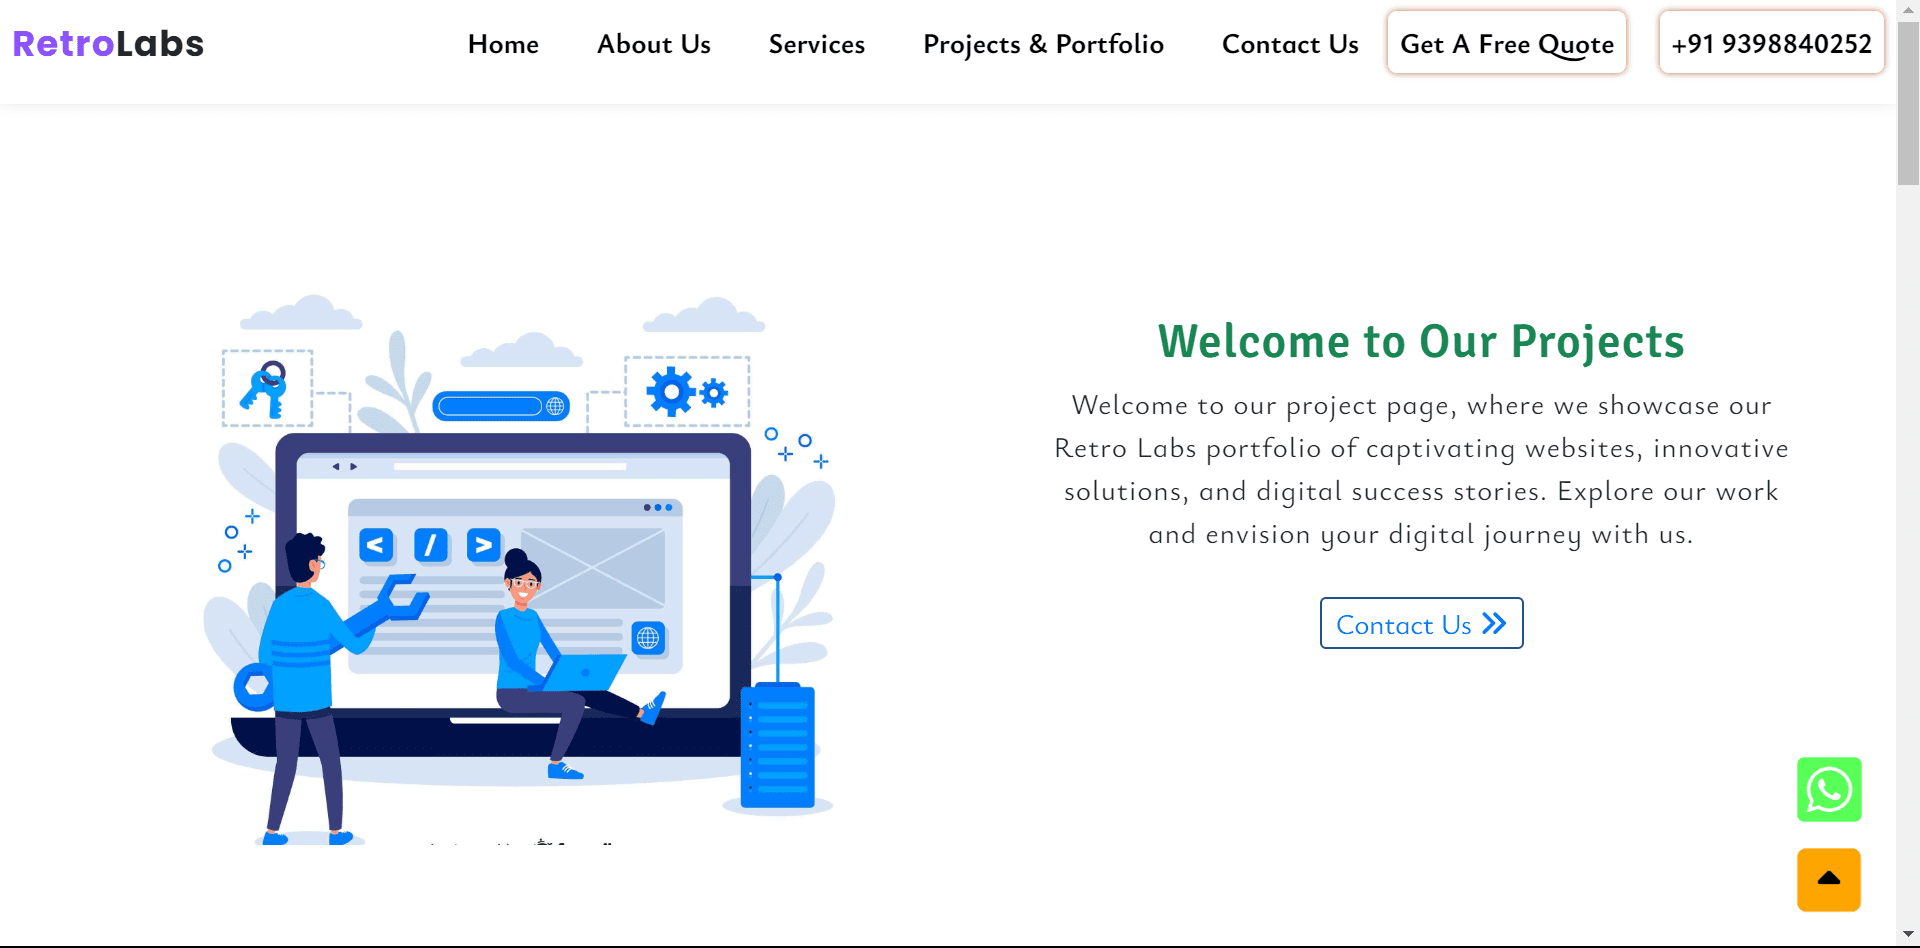 RetroLabs
Home
About Us
Services
Projects & Portfolio
Contact Us
Get A Free Quote
+91 9398840252
Welcome to Our Projects
Welcome to our project page, where we showcase our
Retro Labs portfolio of captivating websites, innovative
solutions, and digital success stories. Explore our work
and envision your digital journey with us.
Contact Us
< / >